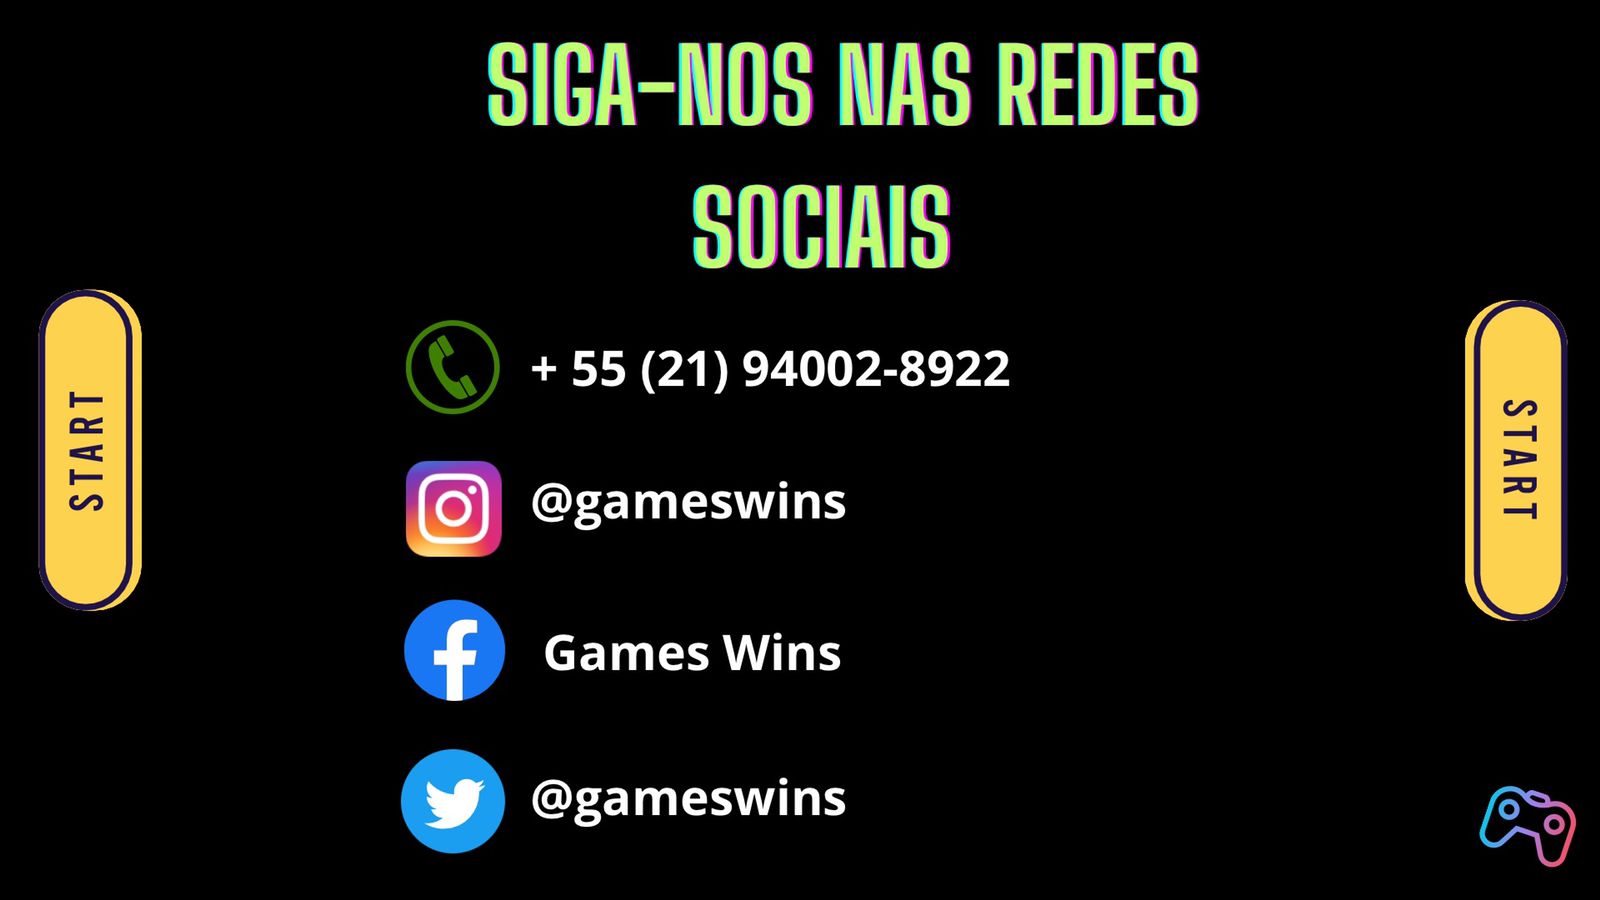 SIGA-NOS NAS REDES
SOCIAIS
START
START
+ 55 (21) 94002-8922
@gameswins
Games Wins
@gameswins